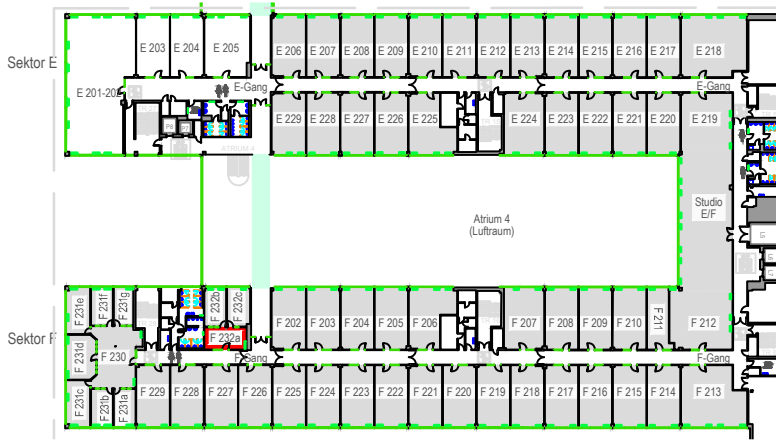 E 203
E 204
E 205
E 206
E 207
E 208
E 209
E 210
E 211
E 212
E 213
E 214
E 215
E 216
E 217
E 218
Sektor E
E 201-202
E-Gang
E-Gang
E 229
E 228
E 227
E 226
E 225
E 224
E 223
E 222
E 221
E 220
E 219
ATRIUM 4
Atrium 4
(Luftraum)
Studio
E/F
F 231e
F 231f
F 231g
F 232b
F 232c
F 202
F 203
F 204
F 205
F 206
F 207
F 208
F 209
F 210
F 211
F 212
Sektor F
F 232a
F 231d
F 230
F-Gang
F-Gang
F 231c
F 231b
F 231a
F 229
F 228
F 227
F 226
F 225
F 224
F 223
F 222
F 221
F 220
F 219
F 218
F 217
F 216
F 215
F 214
F 213